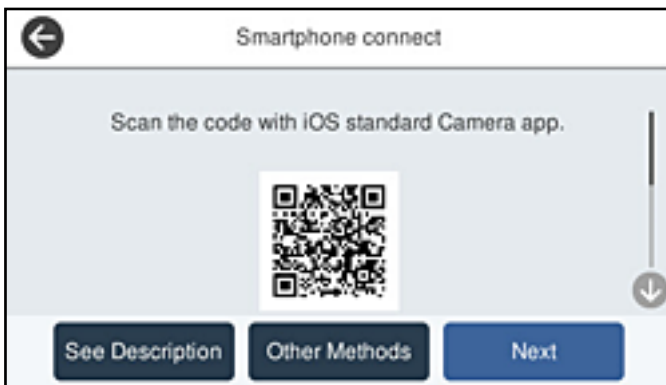 Smartphone connect
Scan the code with iOS standard Camera app.
See Description
Other Methods
Next